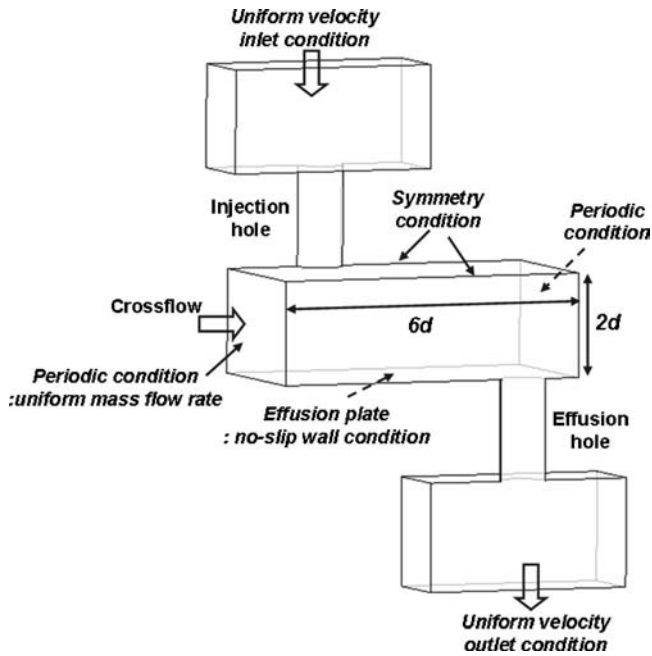 Uniform velocity
inlet condition
Injection
hole
Symmetry
condition
Periodic
condition
Crossflow
6d
2d
Periodic condition
:uniform mass flow rate
Effusion plate
: no-slip wall condition
Effusion
hole
Uniform velocity
outlet condition